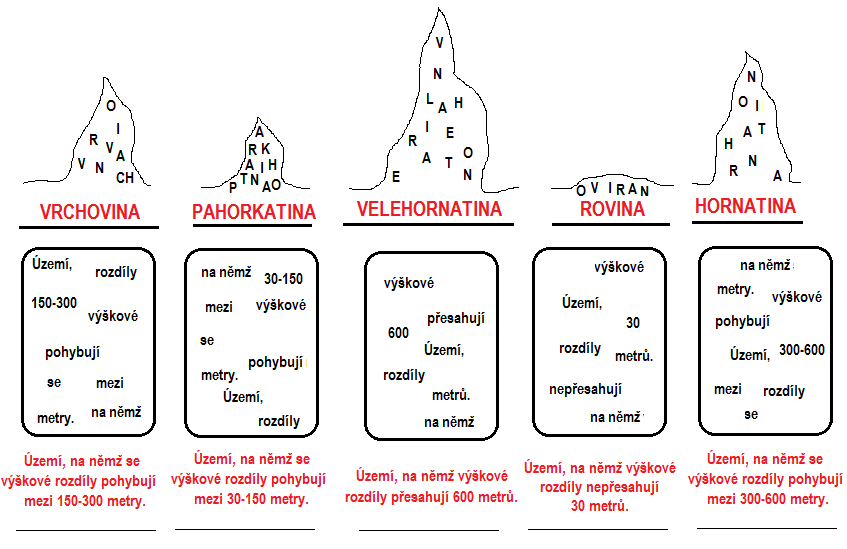 O
I
R V
A
V N
CH
VRCHOVINA
Území,
rozdíly
150-300
výškové
pohybují
se mezi
metry. na němž
Území, na němž se
výškové rozdíly pohybují
mezi 150-300 metry.
A
R K
A I H
P T N A O
PAHORKATINA
na němž 30-150
mezi výškové
se
pohybují
metry.
Území,
rozdíly
Území, na němž se
výškové rozdíly pohybují
mezi 30-150 metry.
V
N
L A H
I E
R
A T O
E N
VELEHORNATINA
výškové
přesahují
600
Území,
rozdíly
metrů.
na němž
Území, na němž výškové
rozdíly přesahují 600 metrů.
O V I R A N
ROVINA
výškové
Území,
30
rozdíly metrů.
nepřesahují
na němž
Území, na němž výškové
rozdíly nepřesahují
30 metrů.
N
O I
A T
H
R N A
HORNATINA
na němž
metry. výškové
pohybují
Území, 300-600
mezi rozdíly
se
Území, na němž se
výškové rozdíly pohybují
mezi 300-600 metry.